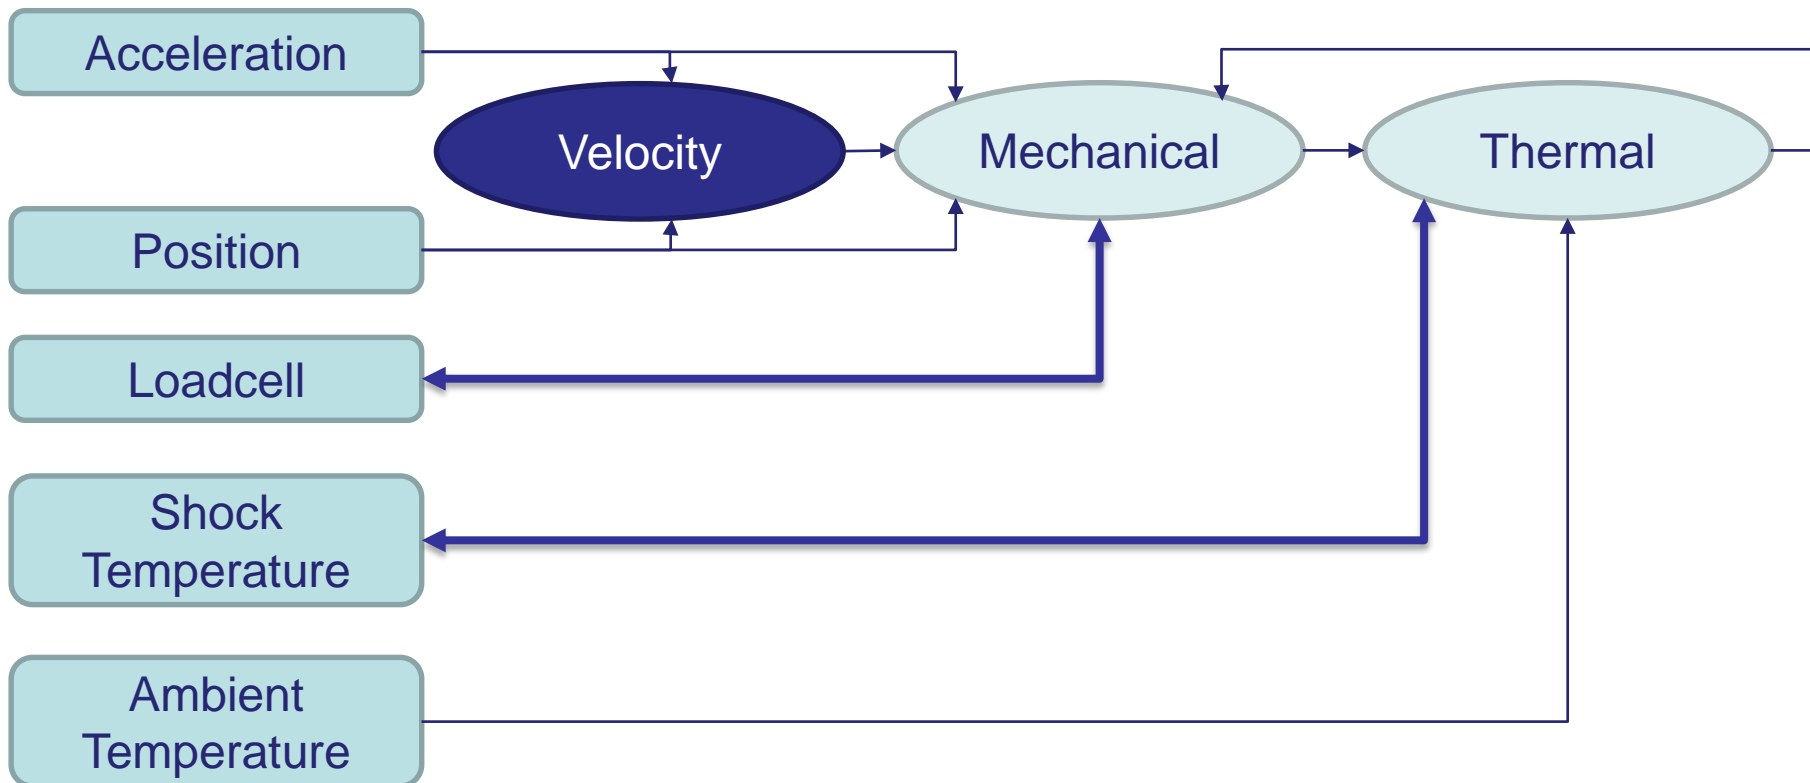 Acceleration
Velocity
Mechanical
Thermal
Position
Loadcell
Shock
Temperature
Ambient
Temperature